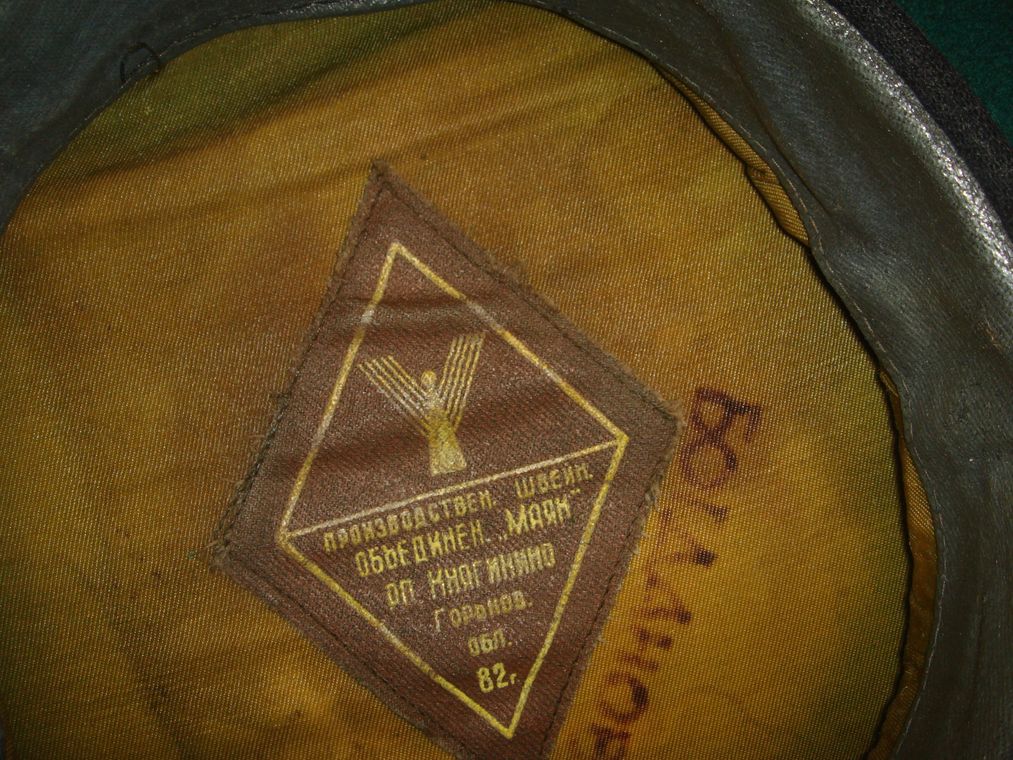 ПРОИЗВОДСТВЕН. ШВЕЙН.
ОБЪЕДИНЕН. „МАЯК"
ОП. КНЯГИНИНО
ГОРЬКОВ.
ОБЛ.
82г.